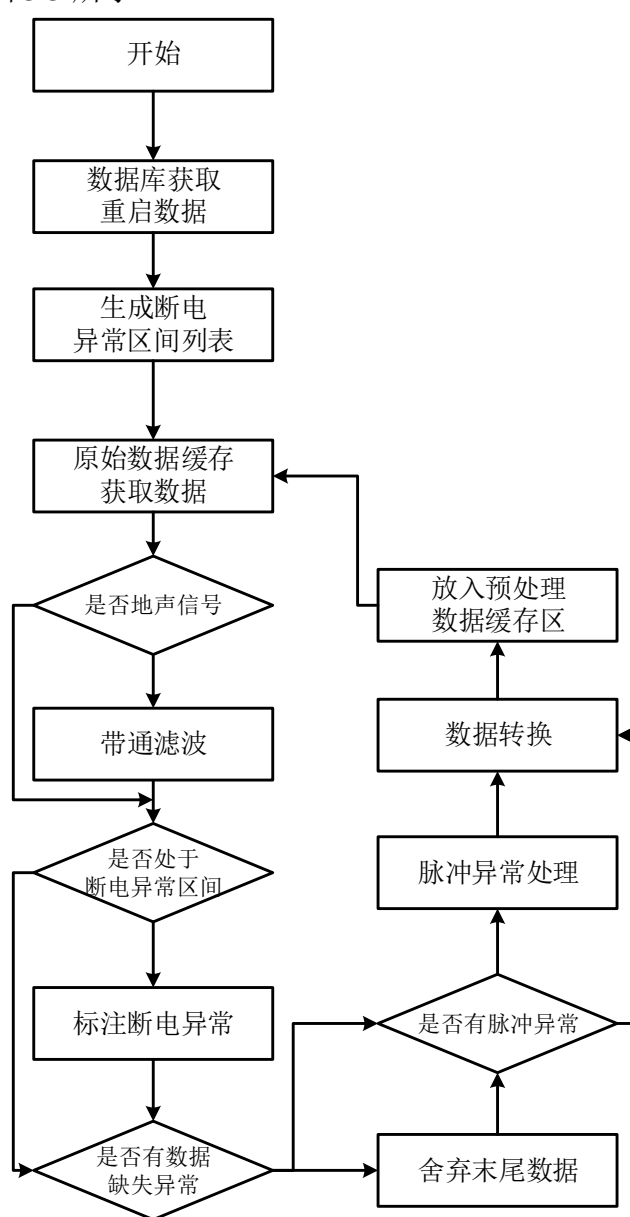 开始
数据库获取
重启数据
生成断电
异常区间列表
原始数据缓存
获取数据
是否地声信号
带通滤波
是否处于
断电异常区间
标注断电异常
是否有数据
缺失异常
放入预处理
数据缓存区
数据转换
脉冲异常处理
是否有脉冲异常
舍弃末尾数据